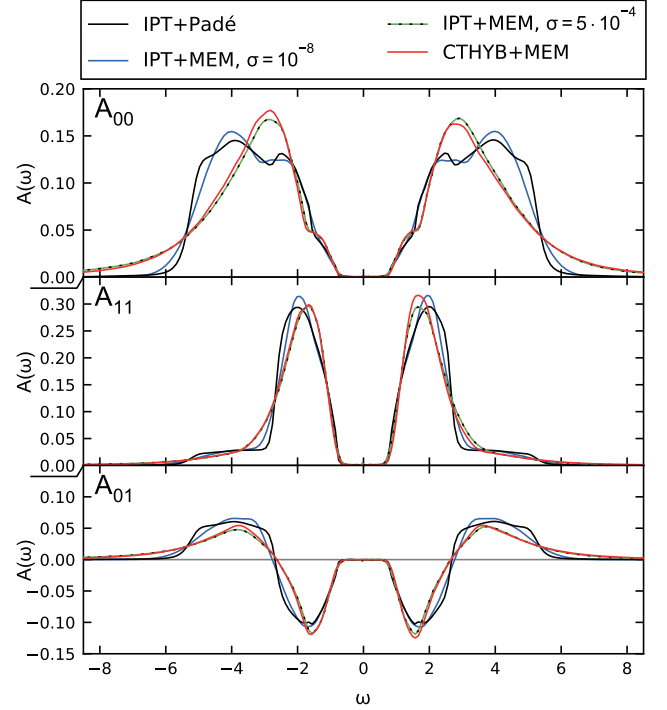 IPT+Padé
IPT+MEM, σ=10⁻⁸
IPT+MEM, σ=5·10⁻⁴
CTHYB+MEM
A₀₀
A(ω)
0.20
0.15
0.10
0.05
0.00
A₁₁
A(ω)
0.30
0.25
0.20
0.15
0.10
0.05
0.00
A₀₁
A(ω)
0.10
0.05
0.00
−0.05
−0.10
−0.15
−8 −6 −4 −2 0 2 4 6 8
ω